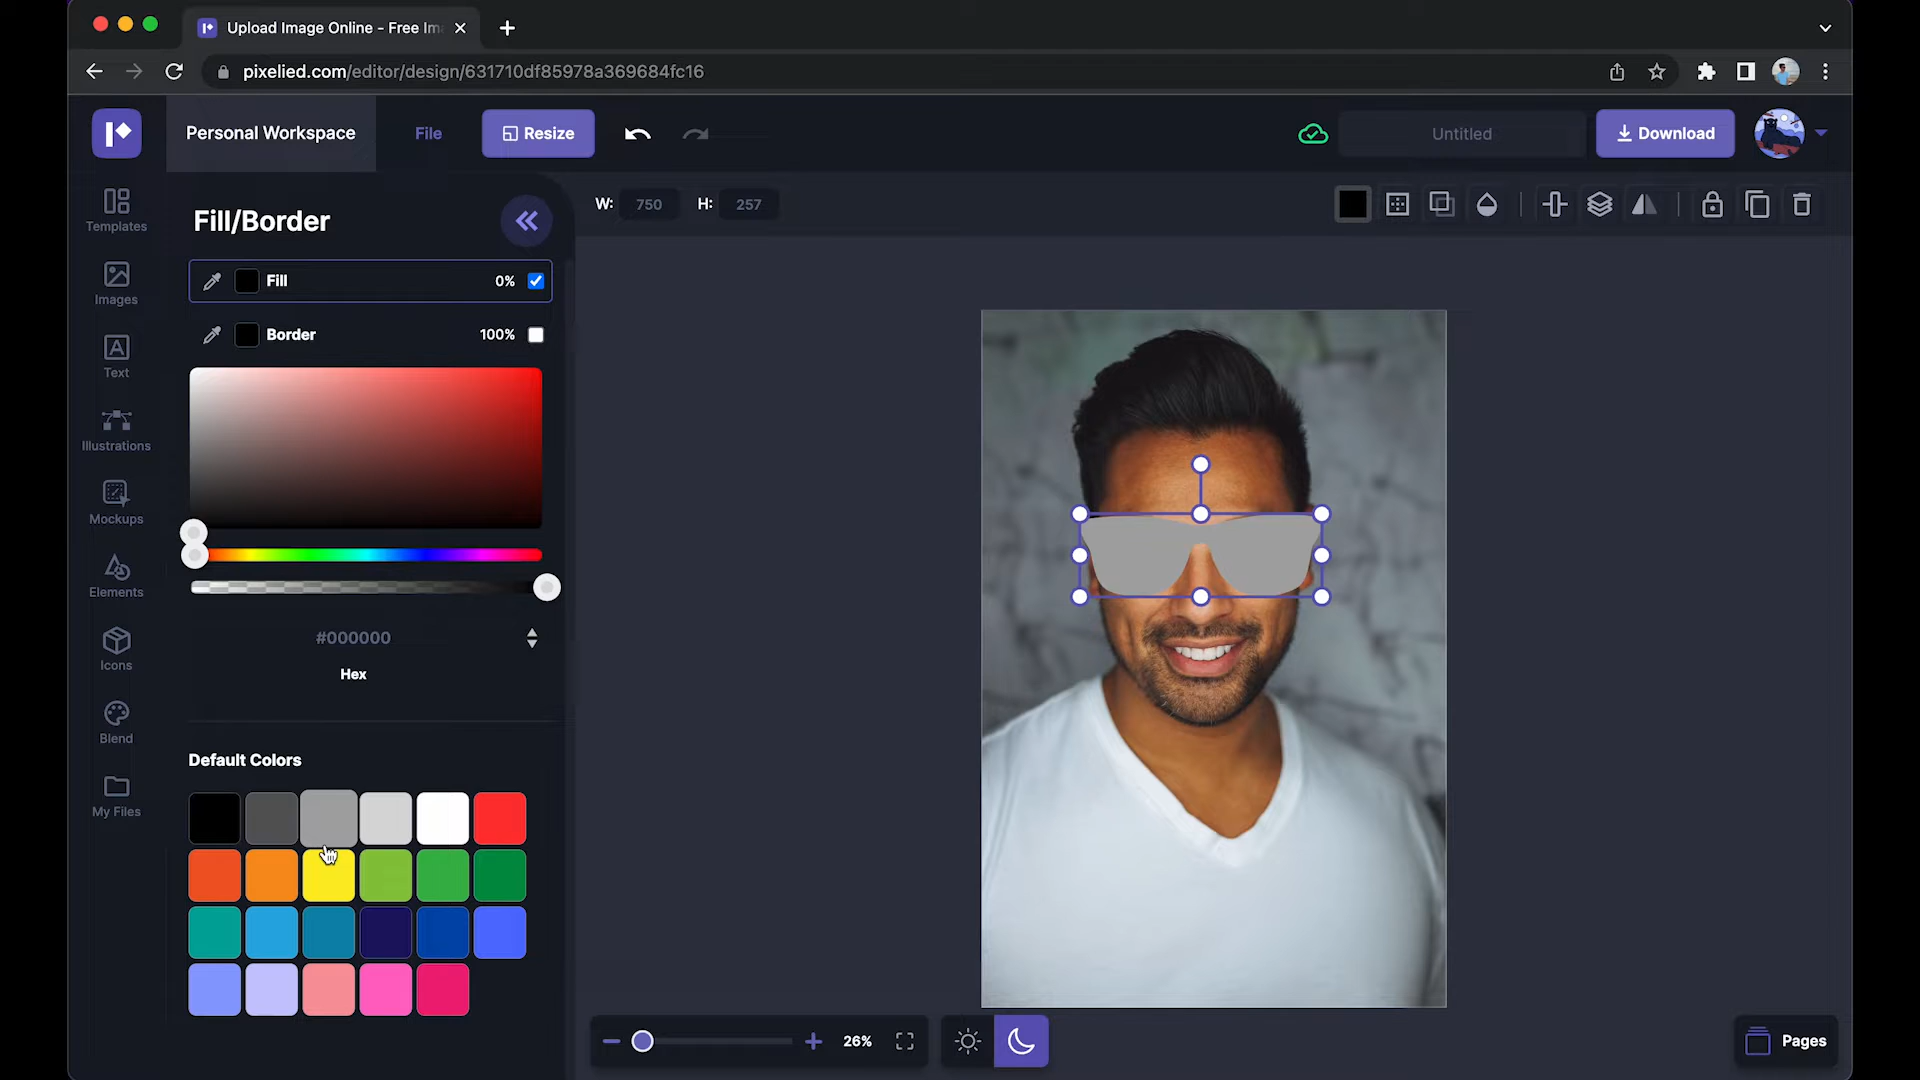 Upload Image Online - Free Im
pixelied.com/editor/design/631710df85978a369684fc16
Personal Workspace
File
Resize
Untitled
Download
Templates
Images
Text
Illustrations
Mockups
Elements
Icons
Blend
My Files
Fill/Border
W: 750 H: 257
Fill 0%
Border 100%
#000000
Hex
Default Colors
26%
Pages